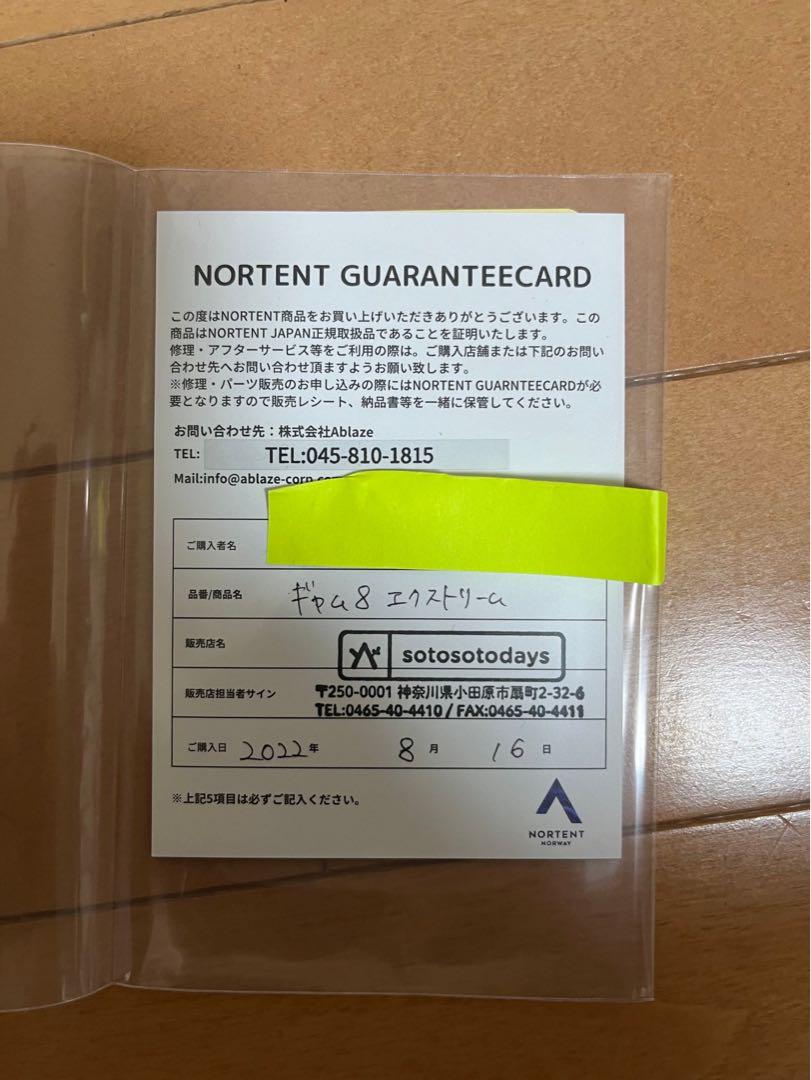 NORTENT GUARANTEECARD
この度はNORTENT商品をお買い上げいただきありがとうございます。この
商品はNORTENT JAPAN正規取扱品であることを証明いたします。
修理・アフターサービス等をご利用の際は。ご購入店舗または下記のお問い
合わせ先へお問い合わせ頂ますようお願い致します。
※修理・パーツ販売のお申し込みの際にはNORTENT GUARNTEECARDが必
要となりますので販売レシート、納品書等を一緒に保管してください。
お問い合わせ先：株式会社Ablaze
TEL: TEL:045-810-1815
Mail:info@ablaze-corp.com
ご購入者名
品番/商品名 ギャム8 エクストリーム
販売店名 sotosotodays
販売店担当者サイン 〒250-0001 神奈川県小田原市扇町2-32-6
TEL:0465-40-4410 / FAX:0465-40-4411
ご購入日 2022年 8月 16日
※上記5項目は必ずご記入ください。
NORTENT
NORWAY